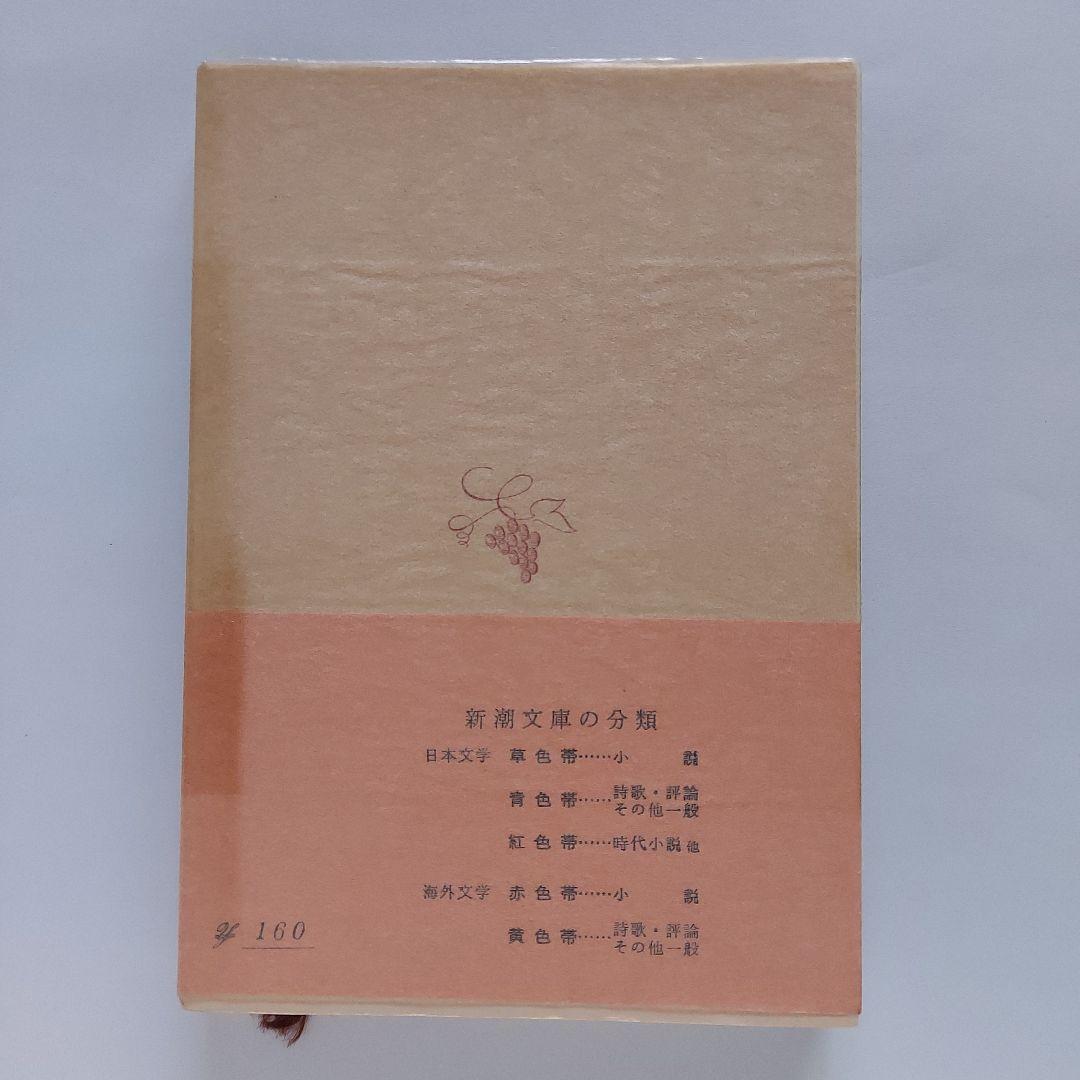 新潮文庫の分類
日本文学 草色帯……小 説
青色帯……詩歌・評論
その他一般
紅色帯……時代小説他
海外文学 赤色帯……小 説
黄色帯……詩歌・評論
その他一般
160